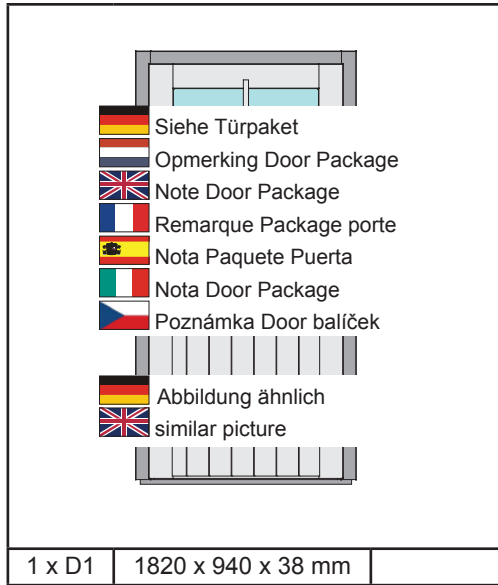 Siehe Türpaket
Opmerking Door Package
Note Door Package
Remarque Package porte
Nota Paquete Puerta
Nota Door Package
Poznámka Door balíček
Abbildung ähnlich
similar picture
1 x D1 1820 x 940 x 38 mm